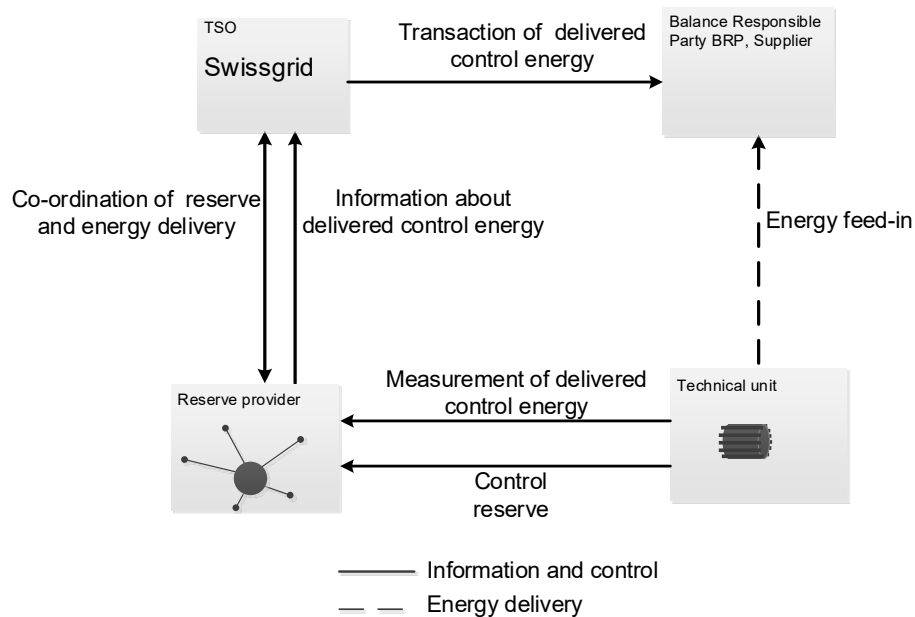 TSO
Swissgrid
Transaction of delivered
control energy
Balance Responsible
Party BRP, Supplier
Co-ordination of reserve
and energy delivery
Information about
delivered control energy
Energy feed-in
Reserve provider
Measurement of delivered
control energy
Control
reserve
Technical unit
Information and control
Energy delivery